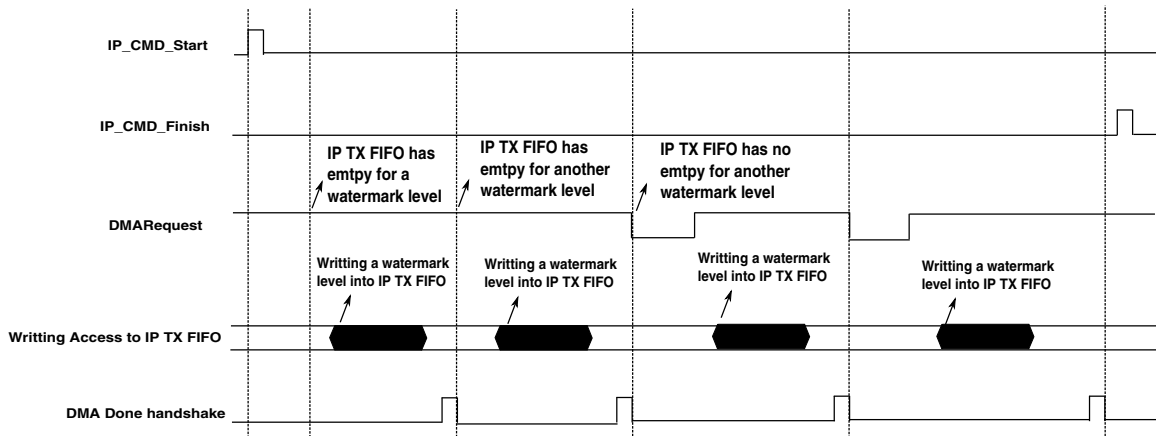 IP_CMD_Start
IP_CMD_Finish
IP TX FIFO has
emtpy for a
watermark level
IP TX FIFO has
emtpy for another
watermark level
IP TX FIFO has no
emtpy for another
watermark level
DMARequest
Writting a watermark
level into IP TX FIFO
Writting a watermark
level into IP TX FIFO
Writting a watermark
level into IP TX FIFO
Writting a watermark
level into IP TX FIFO
Writting Access to IP TX FIFO
DMA Done handshake